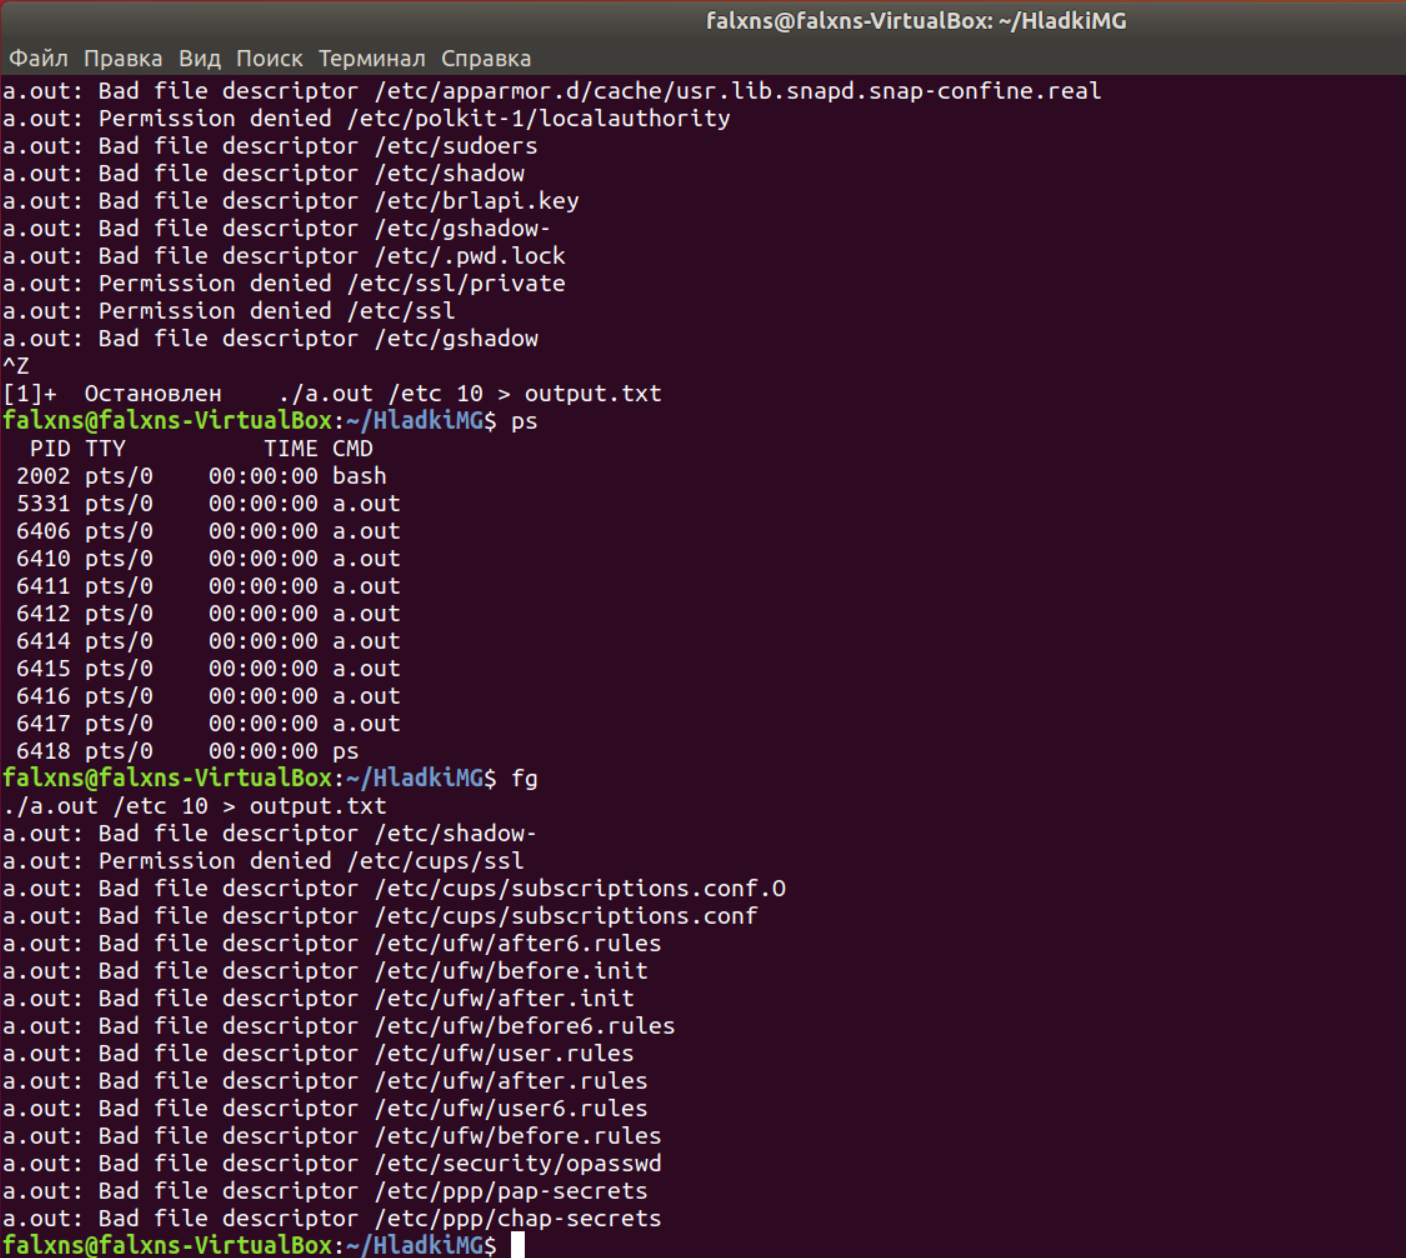 falxns@falxns-VirtualBox: ~/HladkiMG
Файл Правка Вид Поиск Терминал Справка
a.out: Bad file descriptor /etc/apparmor.d/cache/usr.lib.snapd.snap-confine.real
a.out: Permission denied /etc/polkit-1/localauthority
a.out: Bad file descriptor /etc/sudoers
a.out: Bad file descriptor /etc/shadow
a.out: Bad file descriptor /etc/brlapi.key
a.out: Bad file descriptor /etc/gshadow-
a.out: Bad file descriptor /etc/.pwd.lock
a.out: Permission denied /etc/ssl/private
a.out: Permission denied /etc/ssl
a.out: Bad file descriptor /etc/gshadow
^Z
[1]+  Остановлен    ./a.out /etc 10 > output.txt
falxns@falxns-VirtualBox:~/HladkiMG$ ps
  PID TTY          TIME CMD
 2002 pts/0    00:00:00 bash
 5331 pts/0    00:00:00 a.out
 6406 pts/0    00:00:00 a.out
 6410 pts/0    00:00:00 a.out
 6411 pts/0    00:00:00 a.out
 6412 pts/0    00:00:00 a.out
 6414 pts/0    00:00:00 a.out
 6415 pts/0    00:00:00 a.out
 6416 pts/0    00:00:00 a.out
 6417 pts/0    00:00:00 a.out
 6418 pts/0    00:00:00 ps
falxns@falxns-VirtualBox:~/HladkiMG$ fg
./a.out /etc 10 > output.txt
a.out: Bad file descriptor /etc/shadow-
a.out: Permission denied /etc/cups/ssl
a.out: Bad file descriptor /etc/cups/subscriptions.conf.O
a.out: Bad file descriptor /etc/cups/subscriptions.conf
a.out: Bad file descriptor /etc/ufw/after6.rules
a.out: Bad file descriptor /etc/ufw/before.init
a.out: Bad file descriptor /etc/ufw/after.init
a.out: Bad file descriptor /etc/ufw/before6.rules
a.out: Bad file descriptor /etc/ufw/user.rules
a.out: Bad file descriptor /etc/ufw/after.rules
a.out: Bad file descriptor /etc/ufw/user6.rules
a.out: Bad file descriptor /etc/ufw/before.rules
a.out: Bad file descriptor /etc/security/opasswd
a.out: Bad file descriptor /etc/ppp/pap-secrets
a.out: Bad file descriptor /etc/ppp/chap-secrets
falxns@falxns-VirtualBox:~/HladkiMG$